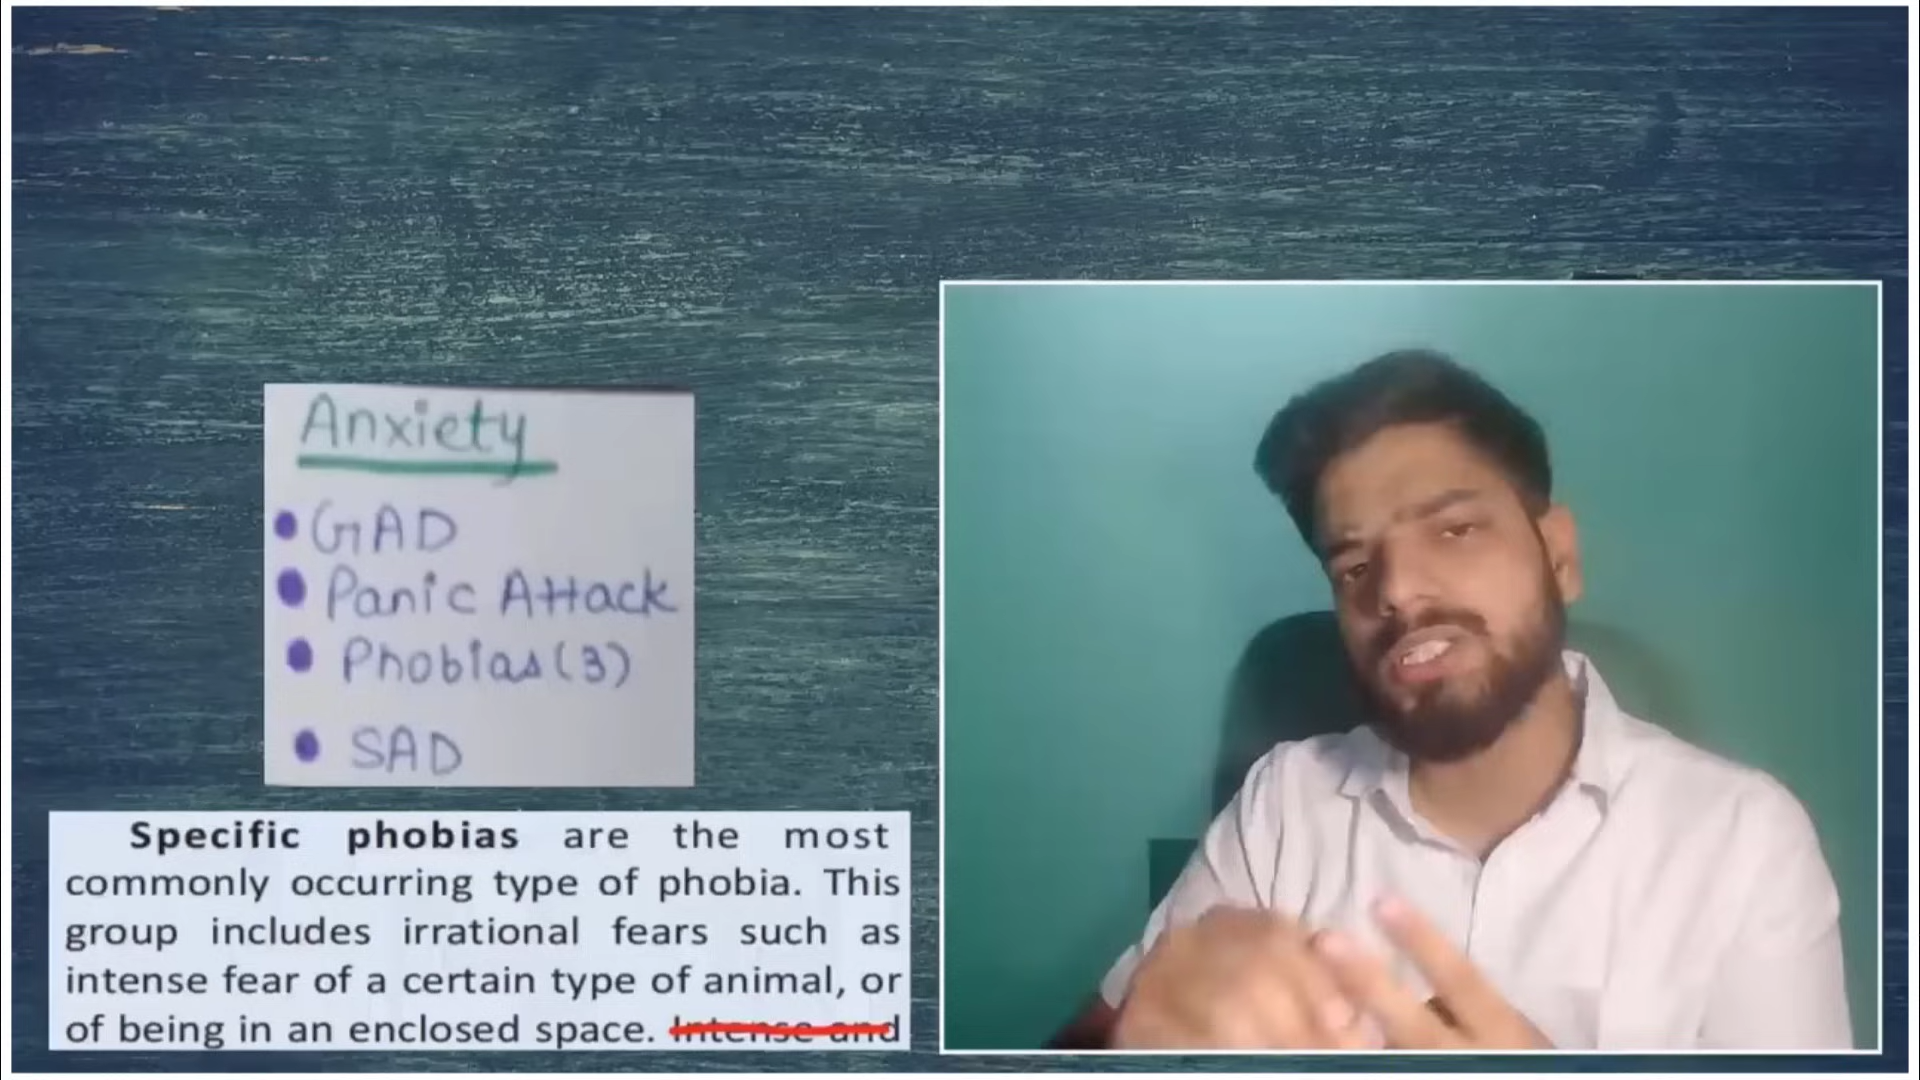 Anxiety
GAD
Panic Attack
Phobias (3)
SAD
Specific phobias are the most
commonly occurring type of phobia. This
group includes irrational fears such as
intense fear of a certain type of animal, or
of being in an enclosed space. Intense and